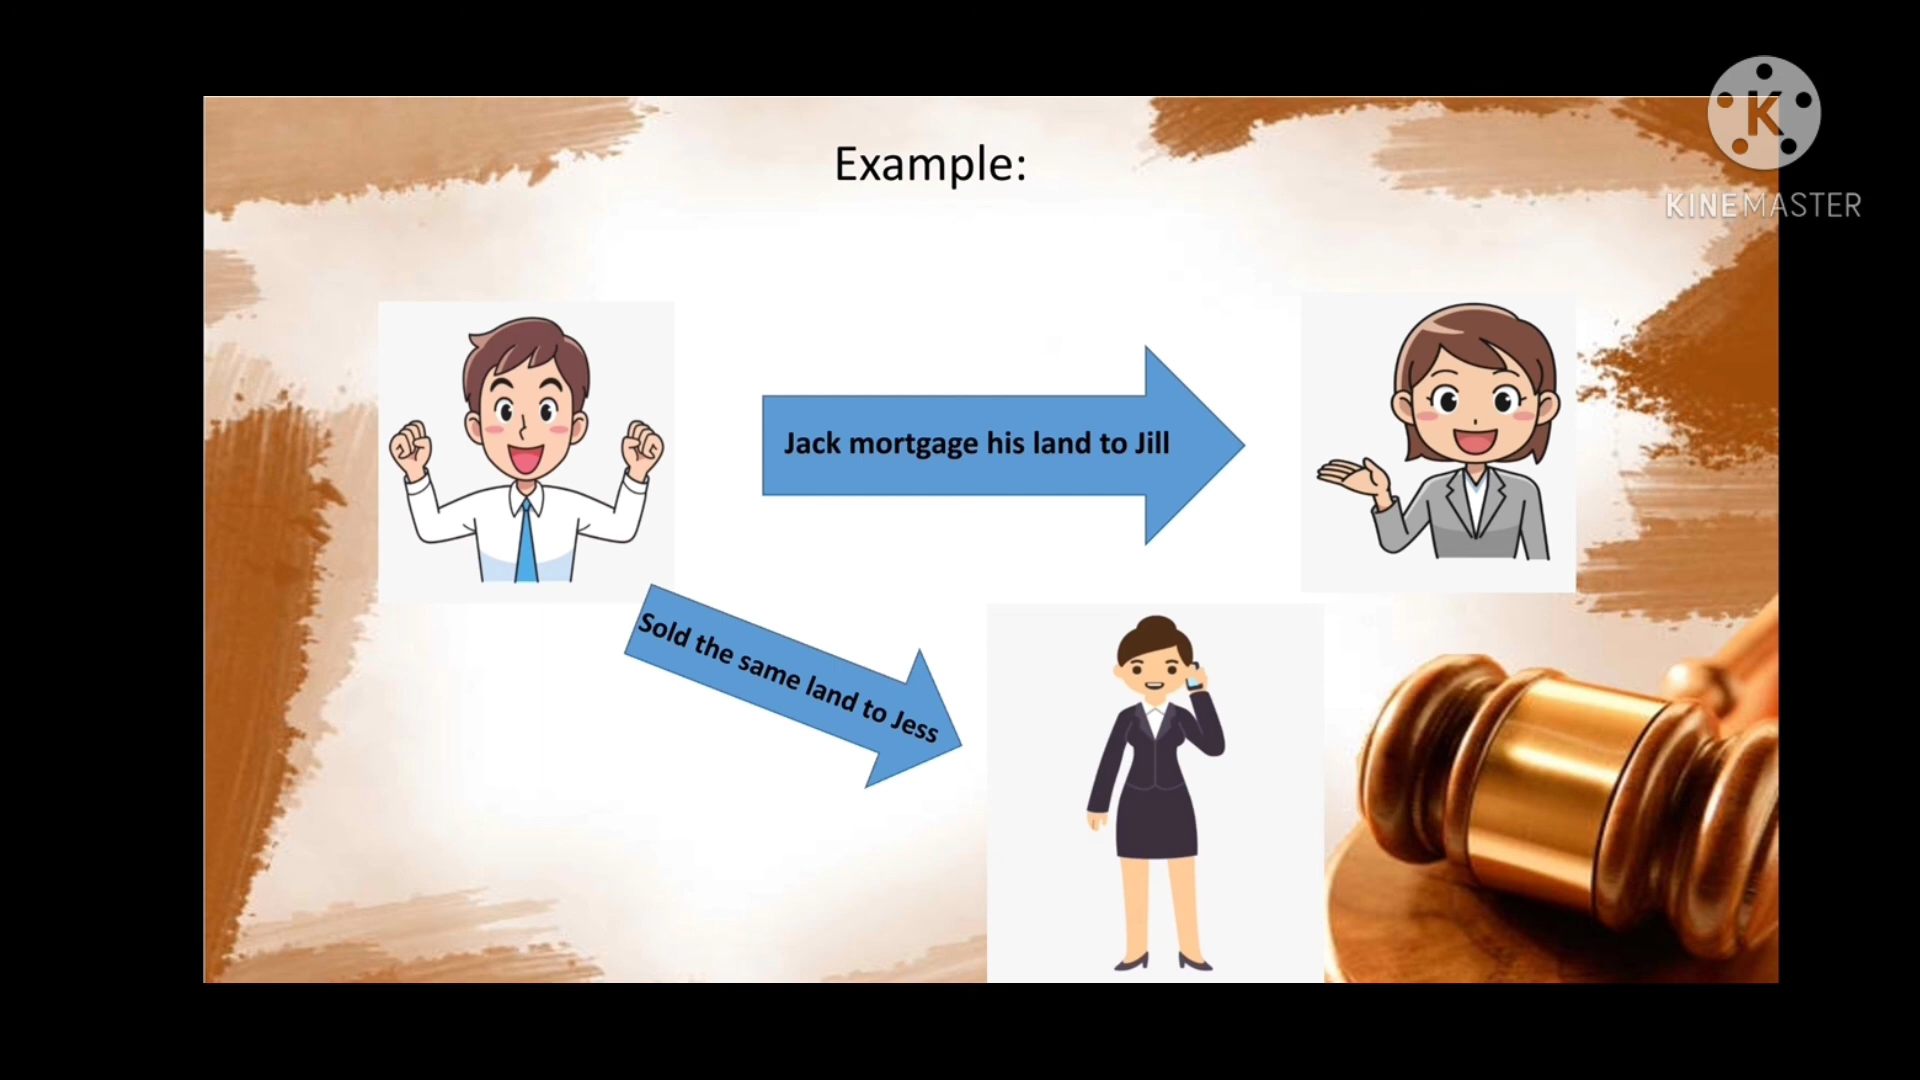 Example:
K
KINEMASTER
Jack mortgage his land to Jill
Sold the same land to Jess